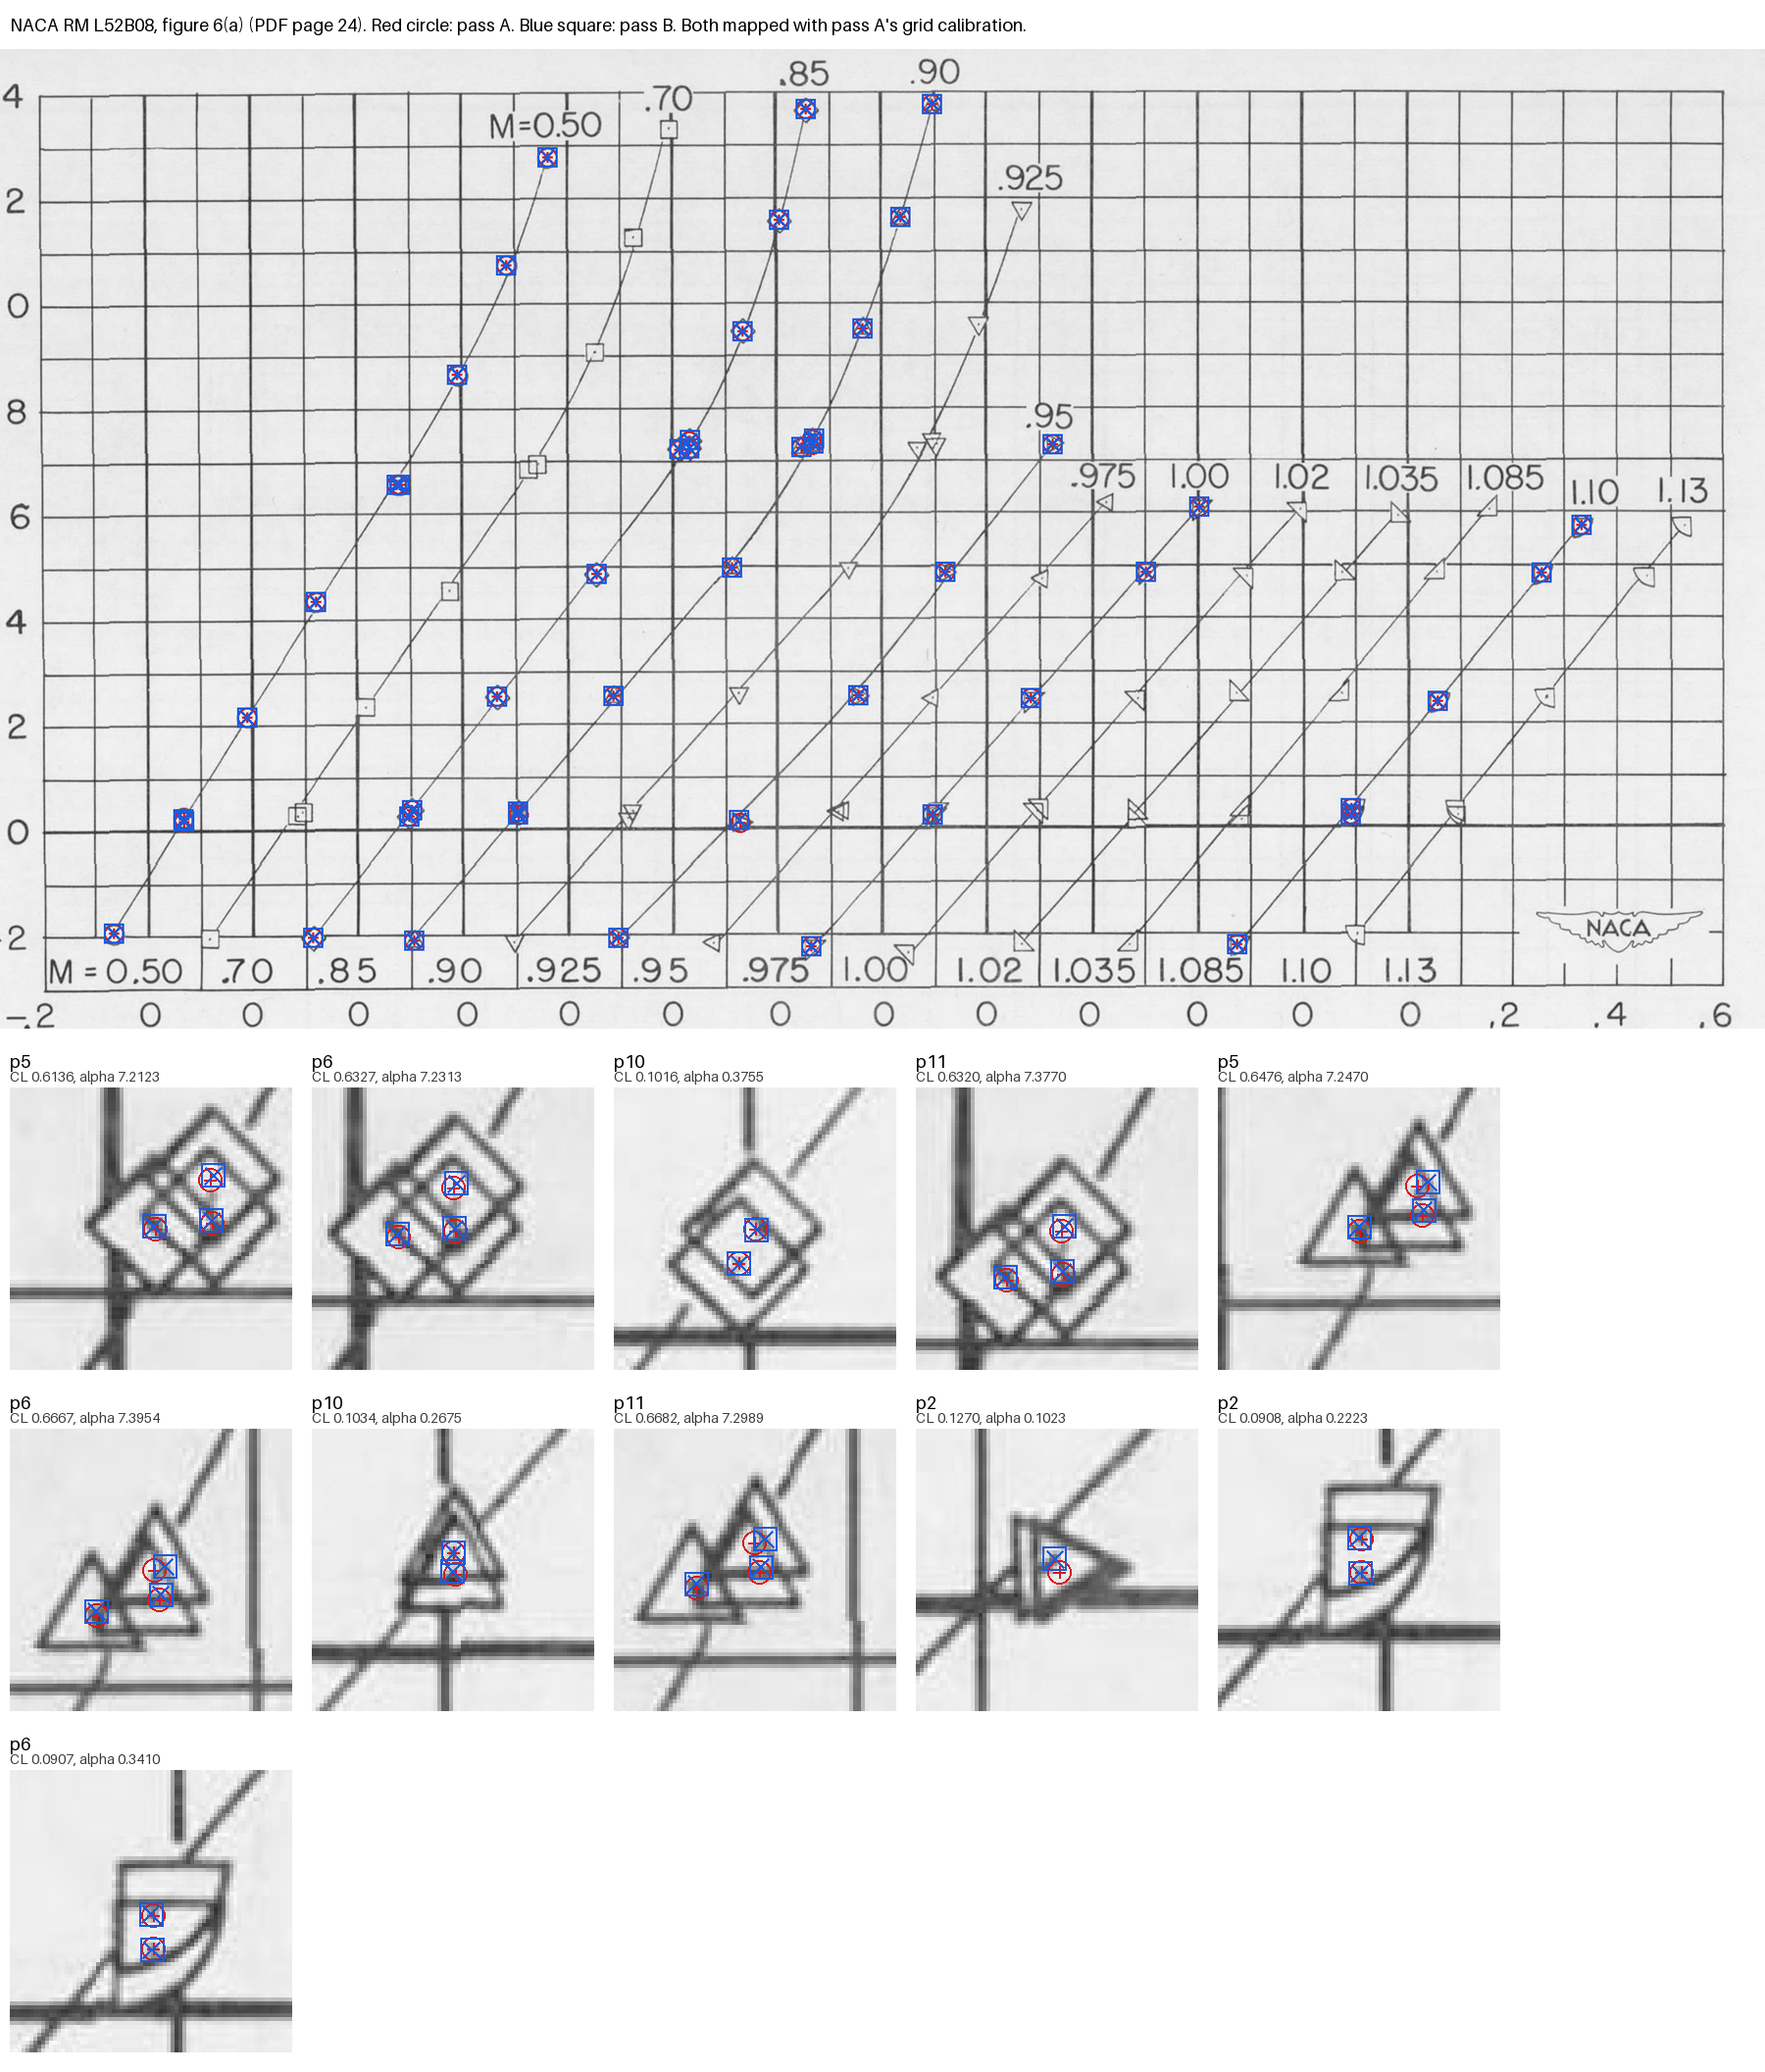 NACA RM L52B08, figure 6(a) (PDF page 24). Red circle: pass A. Blue square: pass B. Both mapped with pass A's grid calibration.
.85 .90
4
.70
M=0.50
.925
2
0
8
.95
.975 1.00 1.02 1.035 1.085 1.10 1.13
6
4
2
0
NACA
2
M = 0.50 .70 .85 .90 .925 .95 .975 1.00 1.02 1.035 1.085 1.10 1.13
-.2 0 0 0 0 0 0 0 0 0 0 0 0 0 .2 .4 .6
p5
CL 0.6136, alpha 7.2123
p6
CL 0.6327, alpha 7.2313
p10
CL 0.1016, alpha 0.3755
p11
CL 0.6320, alpha 7.3770
p5
CL 0.6476, alpha 7.2470
p6
CL 0.6667, alpha 7.3954
p10
CL 0.1034, alpha 0.2675
p11
CL 0.6682, alpha 7.2989
p2
CL 0.1270, alpha 0.1023
p2
CL 0.0908, alpha 0.2223
p6
CL 0.0907, alpha 0.3410